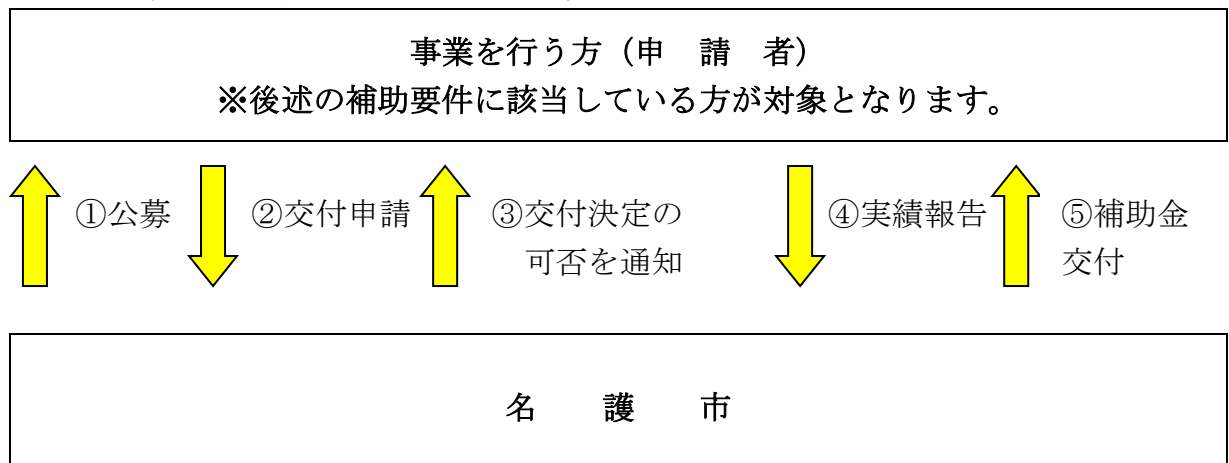 事業を行う方（申　請　者）
※後述の補助要件に該当している方が対象となります。
①公募
②交付申請
③交付決定の
可否を通知
④実績報告
⑤補助金
交付
名　護　市